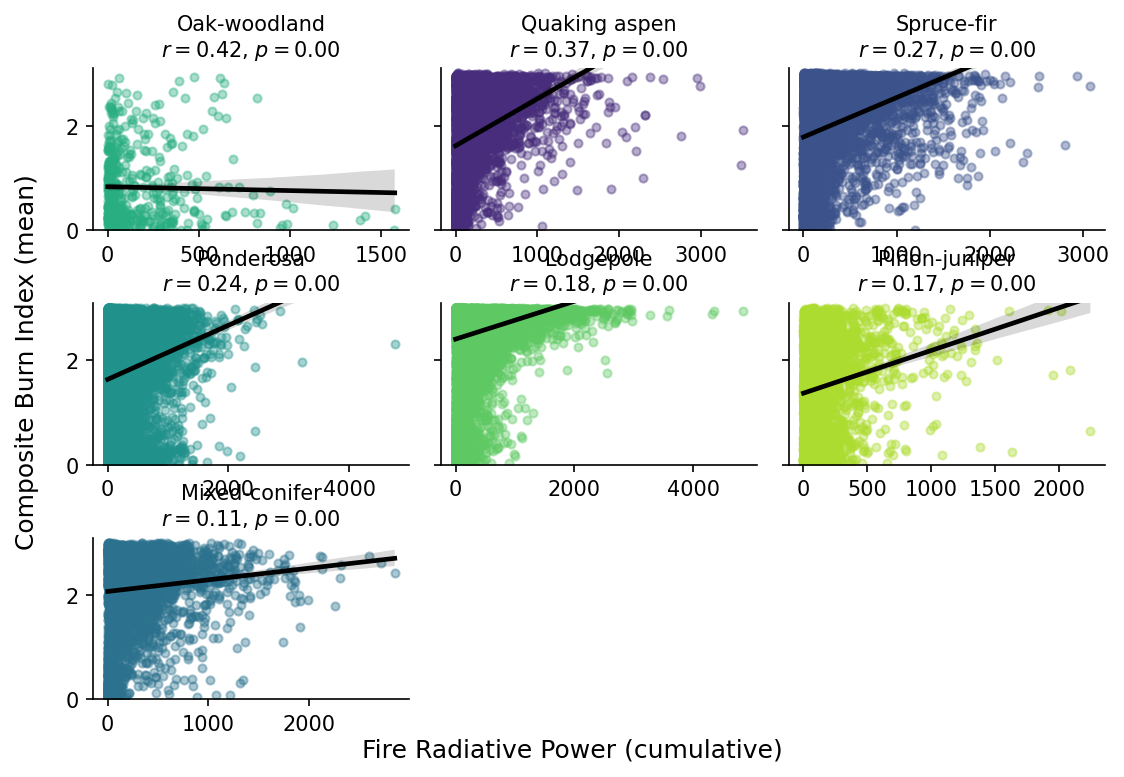 Oak-woodland
r = 0.42, p = 0.00
Quaking aspen
r = 0.37, p = 0.00
Spruce-fir
r = 0.27, p = 0.00
2
0
0 500 1000 1500
0 1000 2000 3000
0 1000 2000 3000
Ponderosa
r = 0.24, p = 0.00
Lodgepole
r = 0.18, p = 0.00
Piñon-juniper
r = 0.17, p = 0.00
2
0
0 2000 4000
0 2000 4000
0 500 1000 1500 2000
Mixed-conifer
r = 0.11, p = 0.00
2
0
0 1000 2000
Composite Burn Index (mean)
Fire Radiative Power (cumulative)